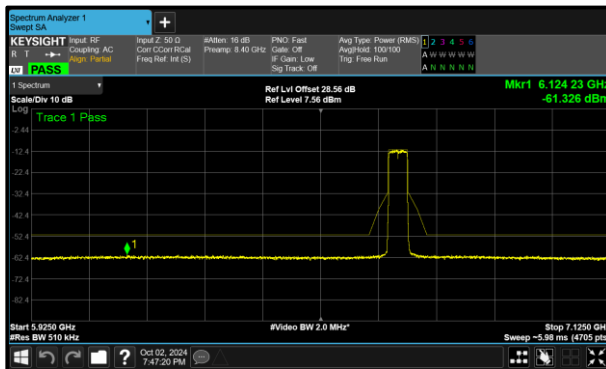 Spectrum Analyzer 1
Swept SA
KEYSIGHT
R T
PASS
Input: RF
Coupling: AC
Align: Partial
Input Z: 50 Ω
Corr CCorr RCal
Freq Ref: Int (S)
#Atten: 16 dB
Preamp: 8.40 GHz
PNO: Fast
Gate: Off
IF Gain: Low
Sig Track: Off
Avg Type: Power (RMS)
Avg|Hold: 100/100
Trig: Free Run
1 2 3 4 5 6
A W W W W W
A N N N N N
1 Spectrum
Scale/Div 10 dB
Ref Lvl Offset 28.56 dB
Ref Level 7.56 dBm
Mkr1 6.124 23 GHz
-61.326 dBm
Log
Trace 1 Pass
-2.44
-12.4
-22.4
-32.4
-42.4
-52.4
-62.4
-72.4
-82.4
1
Start 5.9250 GHz
#Res BW 510 kHz
#Video BW 2.0 MHz*
Stop 7.1250 GHz
Sweep ~5.98 ms (4705 pts)
?
Oct 02, 2024
7:47:20 PM